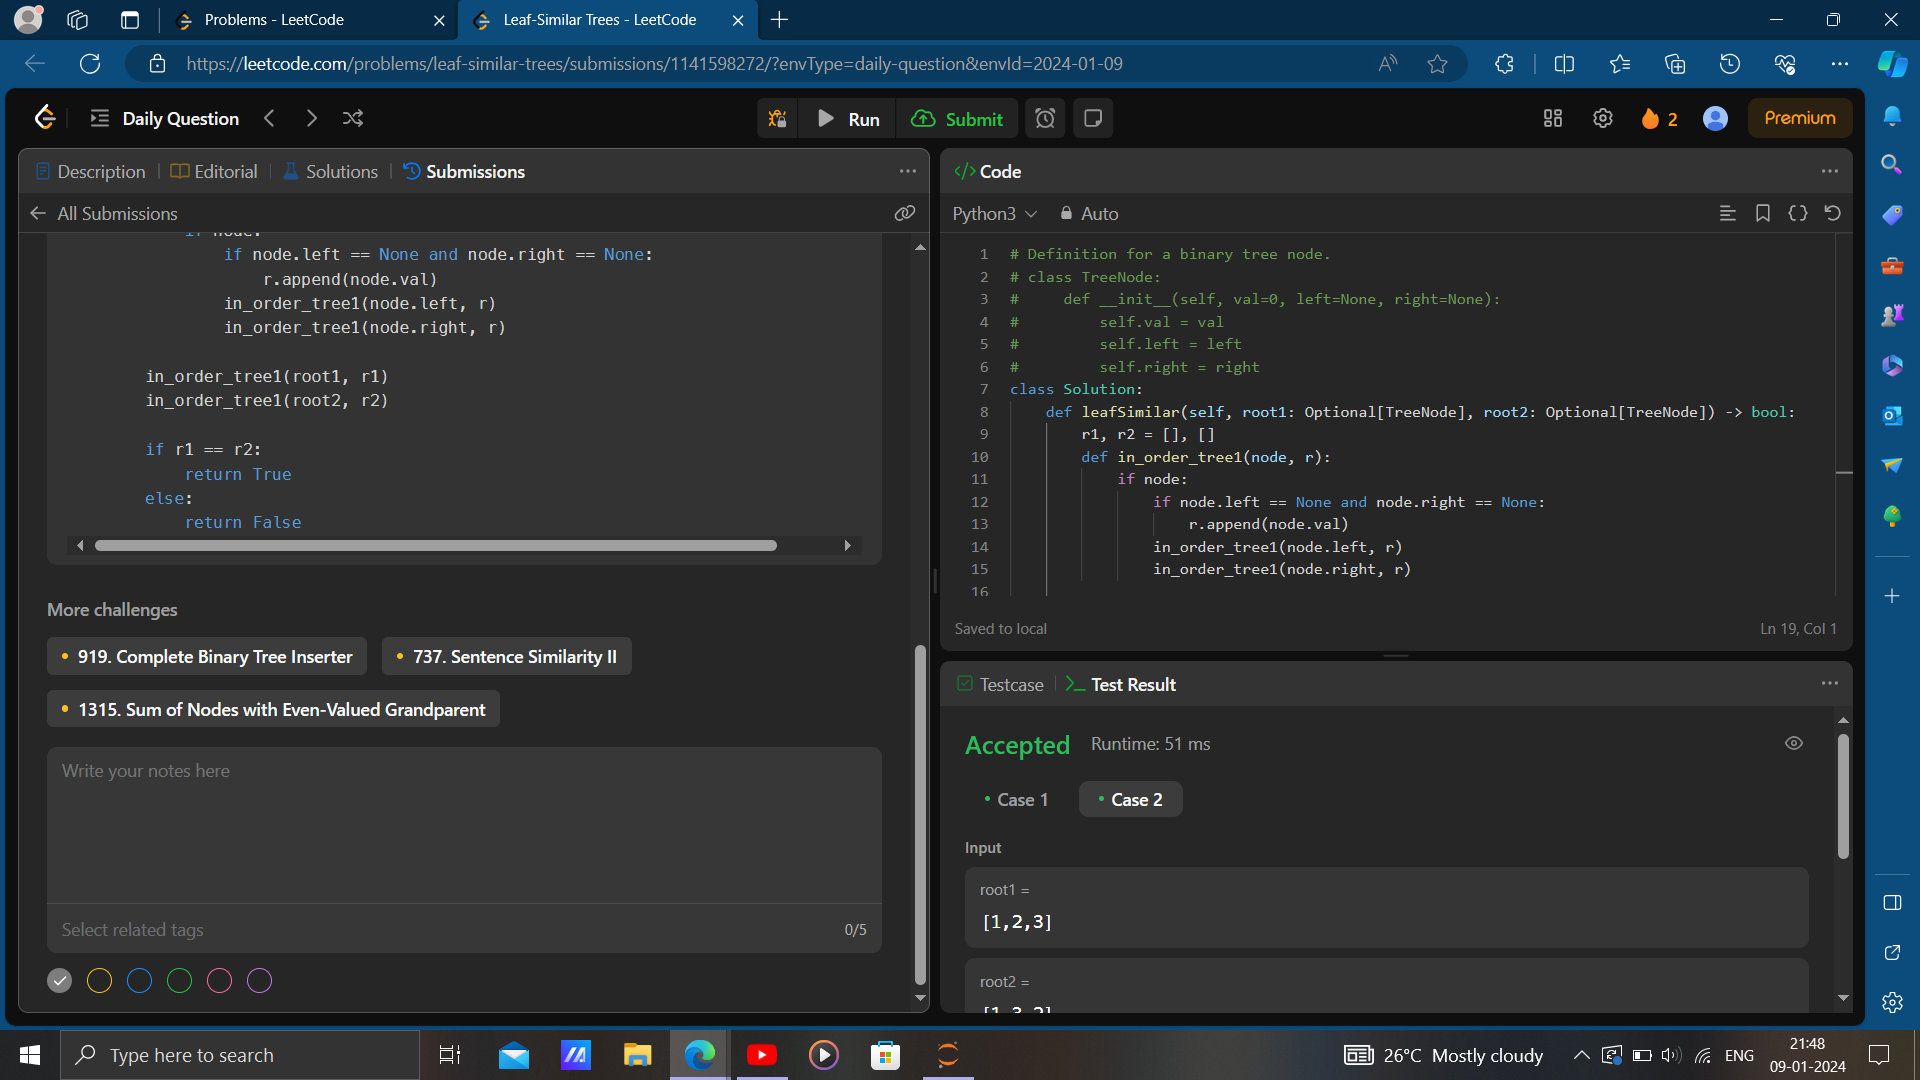 Problems - LeetCode
Leaf-Similar Trees - LeetCode
https://leetcode.com/problems/leaf-similar-trees/submissions/1141598272/?envType=daily-question&envId=2024-01-09
Daily Question
Run
Submit
2
Premium
Description
Editorial
Solutions
Submissions
All Submissions
if node:
if node.left == None and node.right == None:
r.append(node.val)
in_order_tree1(node.left, r)
in_order_tree1(node.right, r)
in_order_tree1(root1, r1)
in_order_tree1(root2, r2)
if r1 == r2:
return True
else:
return False
More challenges
919. Complete Binary Tree Inserter
737. Sentence Similarity II
1315. Sum of Nodes with Even-Valued Grandparent
Write your notes here
Select related tags
0/5
</> Code
Python3
Auto
1 # Definition for a binary tree node.
2 # class TreeNode:
3 #     def __init__(self, val=0, left=None, right=None):
4 #         self.val = val
5 #         self.left = left
6 #         self.right = right
7 class Solution:
8     def leafSimilar(self, root1: Optional[TreeNode], root2: Optional[TreeNode]) -> bool:
9         r1, r2 = [], []
10         def in_order_tree1(node, r):
11             if node:
12                 if node.left == None and node.right == None:
13                     r.append(node.val)
14                 in_order_tree1(node.left, r)
15                 in_order_tree1(node.right, r)
16
Saved to local
Ln 19, Col 1
Testcase
Test Result
Accepted
Runtime: 51 ms
Case 1
Case 2
Input
root1 =
[1,2,3]
root2 =
[1,3,2]
Type here to search
26°C Mostly cloudy
ENG
21:48
09-01-2024